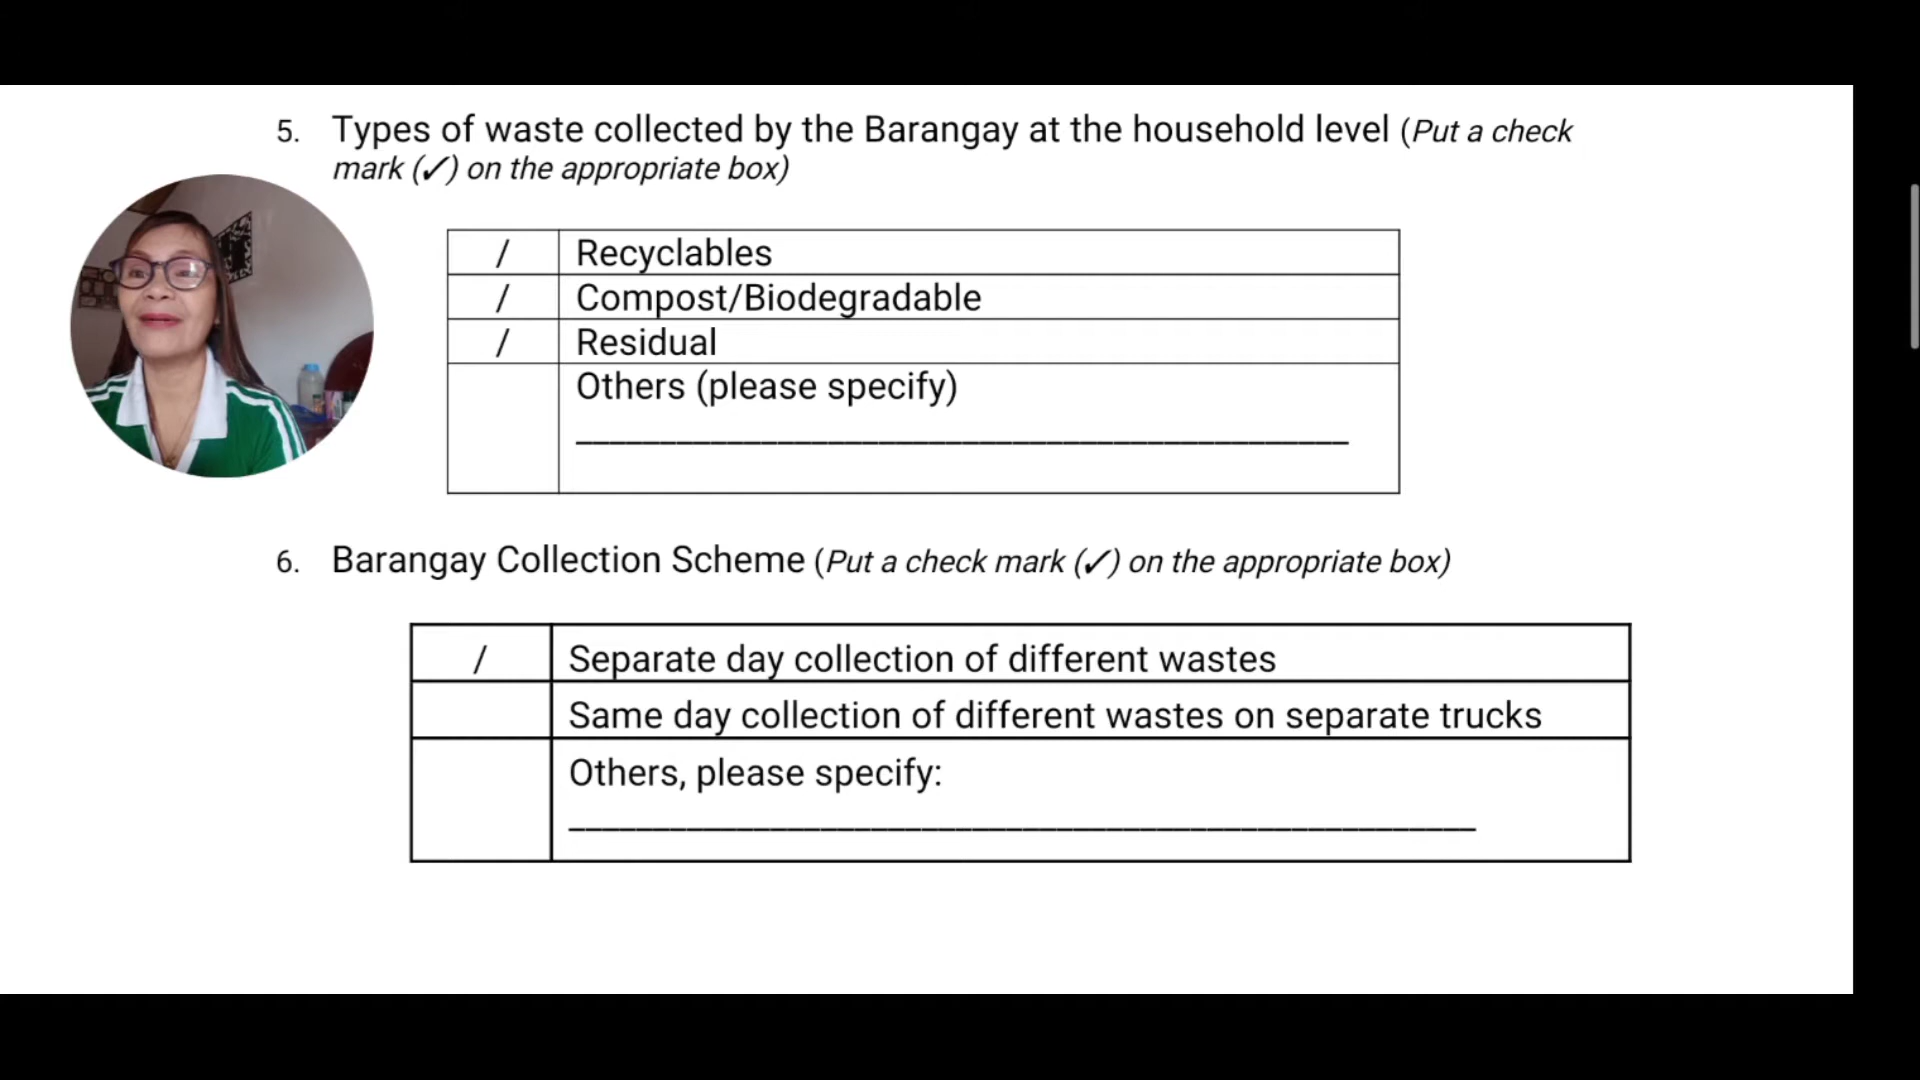 5. Types of waste collected by the Barangay at the household level (Put a check
mark (✓) on the appropriate box)
/ Recyclables
/ Compost/Biodegradable
/ Residual
Others (please specify)
6. Barangay Collection Scheme (Put a check mark (✓) on the appropriate box)
/ Separate day collection of different wastes
Same day collection of different wastes on separate trucks
Others, please specify: